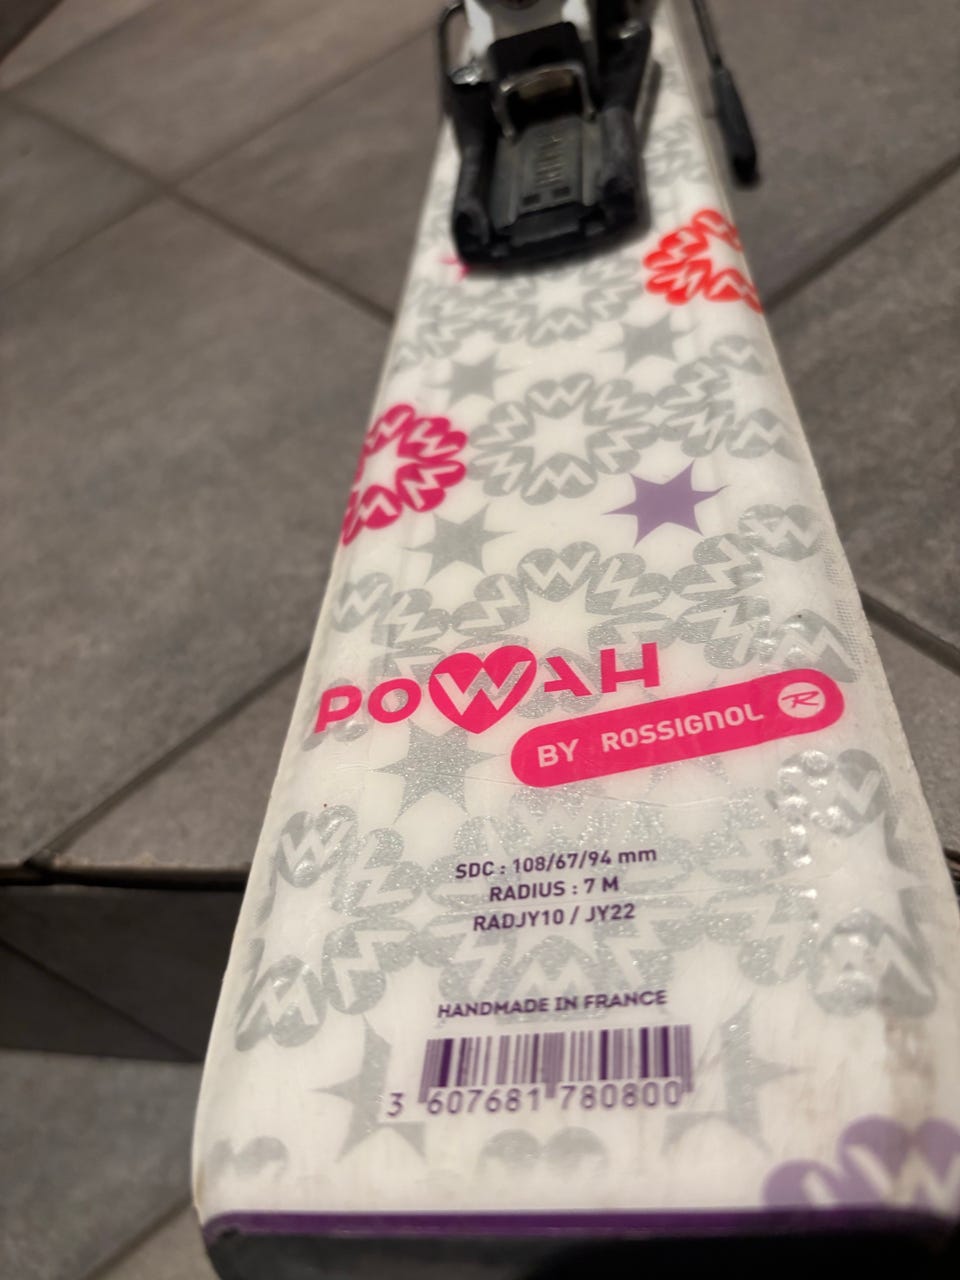 POWAH
BY ROSSIGNOL R
SDC : 108/67/94 mm
RADIUS : 7 M
RADJY10 / JY22
HANDMADE IN FRANCE
3 607681 780800